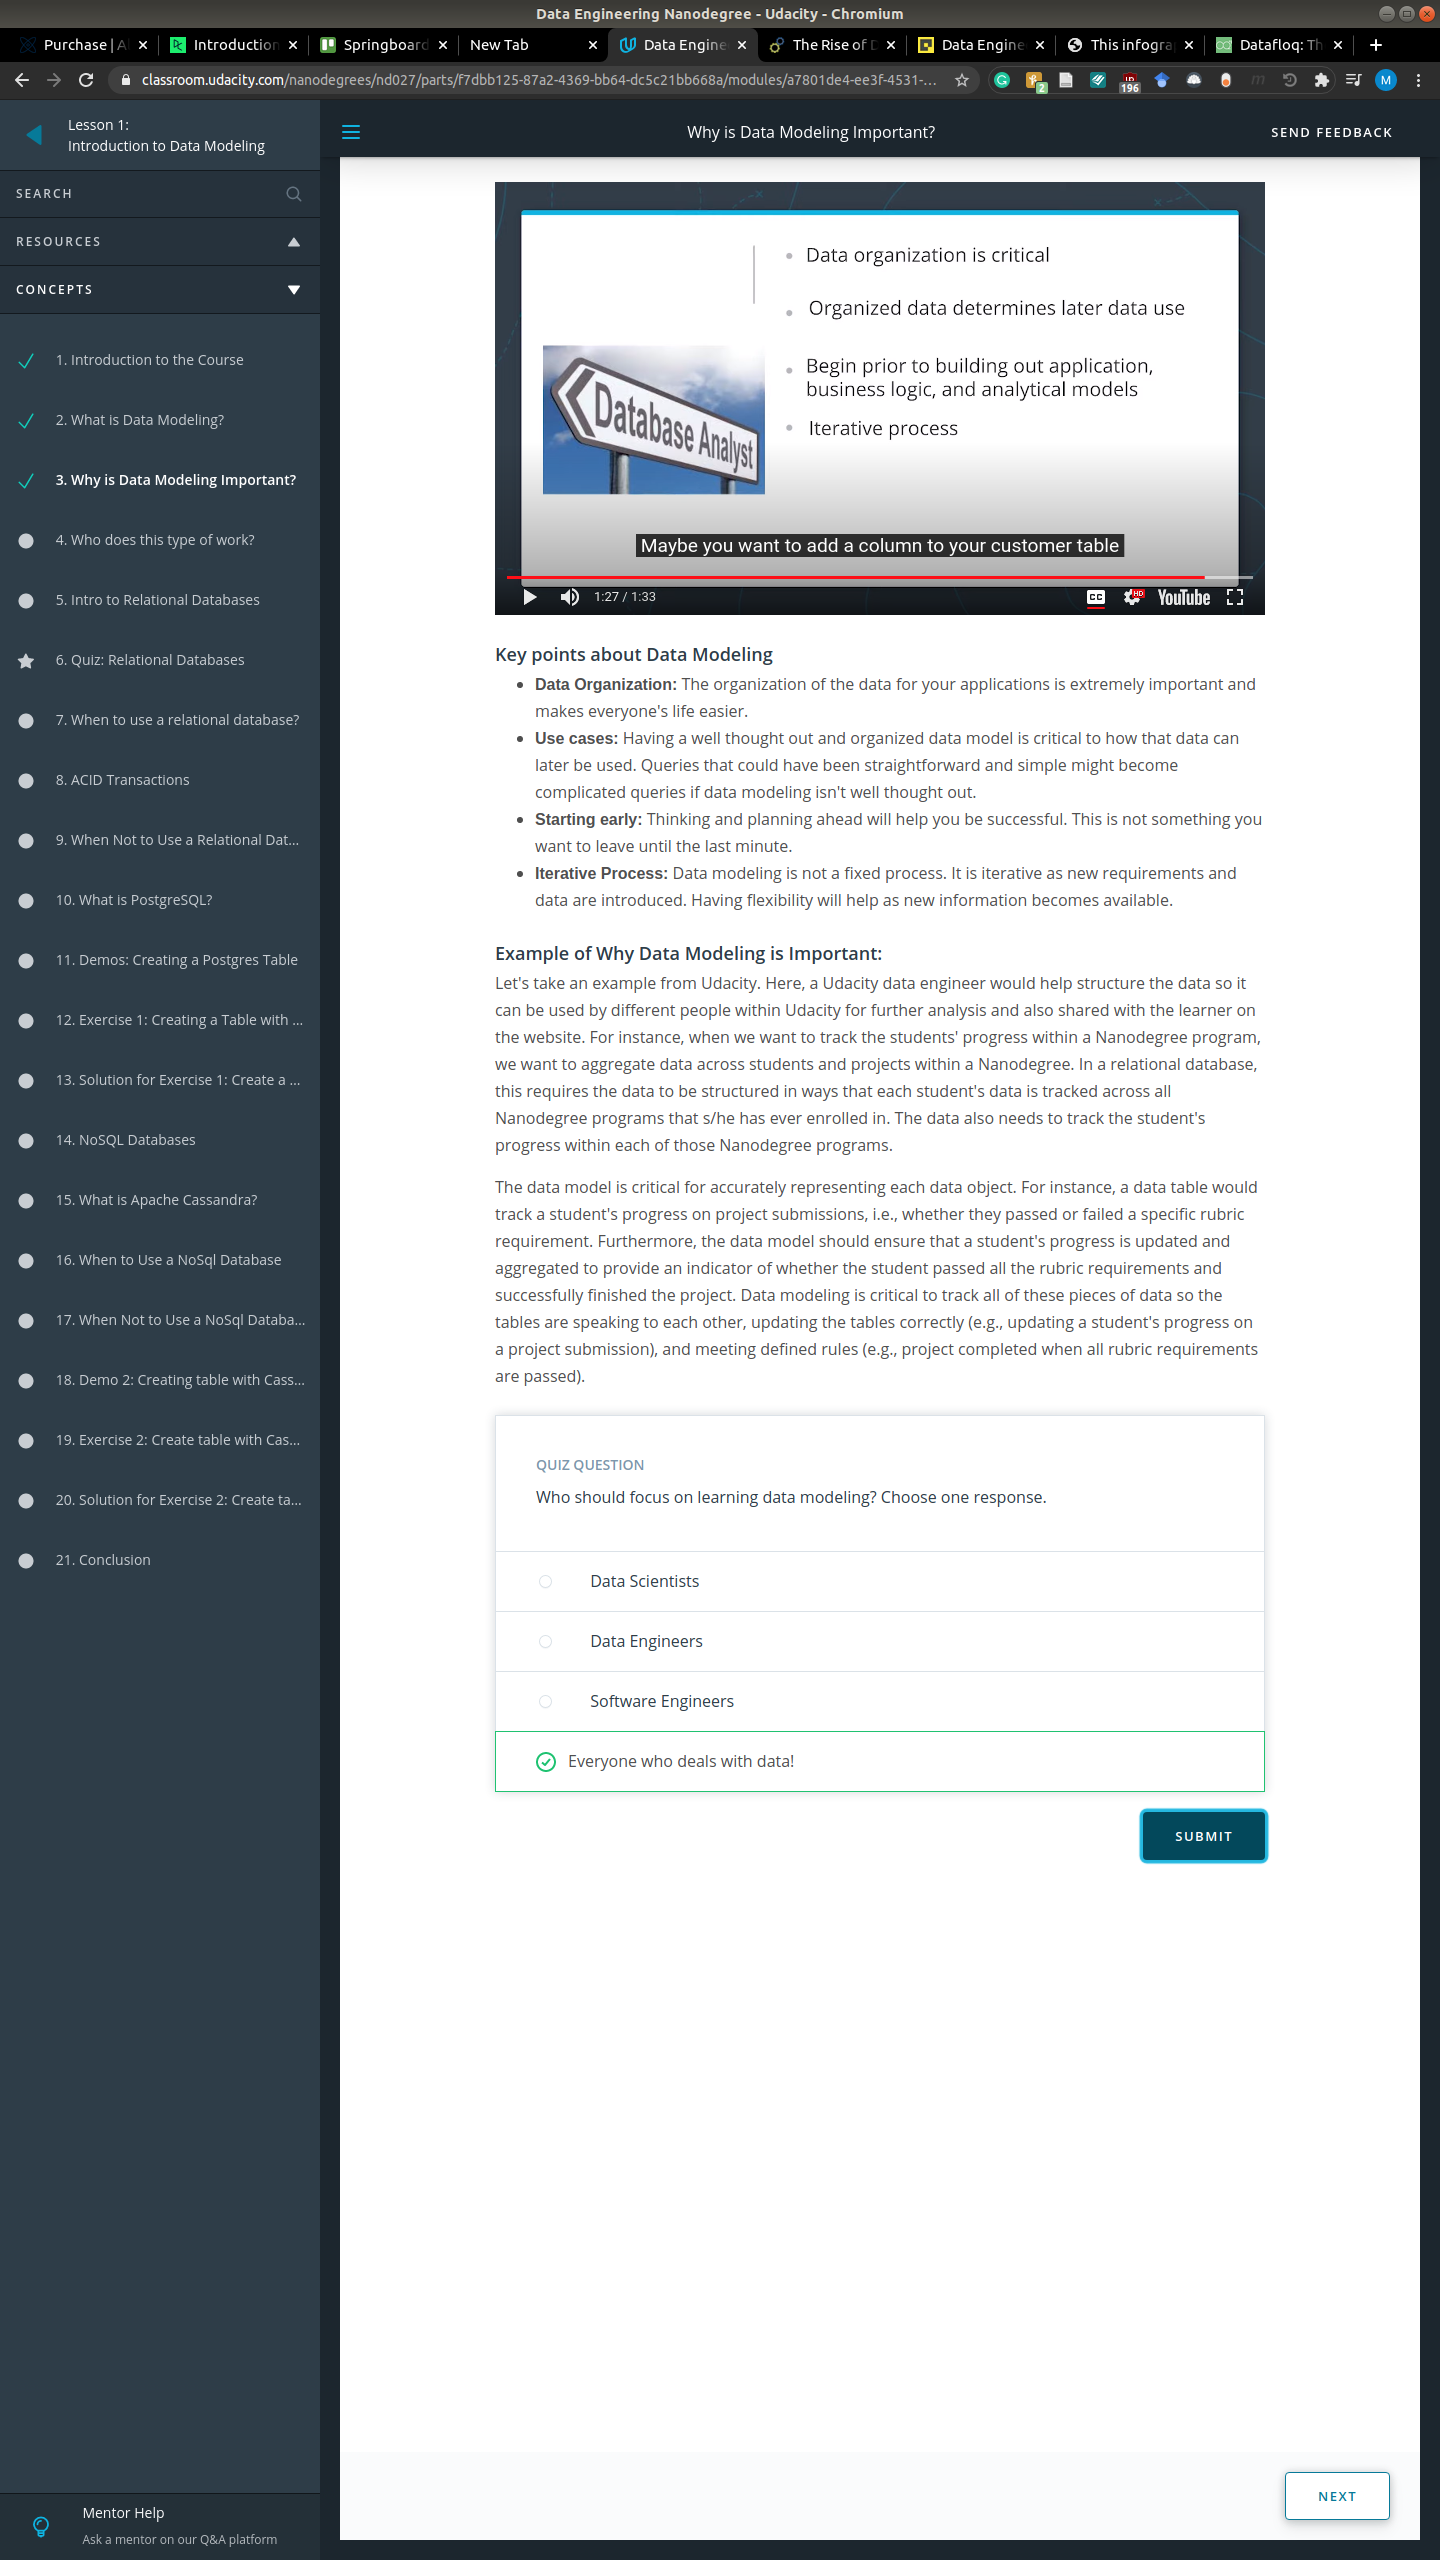 Data Engineering Nanodegree - Udacity - Chromium
Purchase | Al
Introduction
Springboard
New Tab
Data Engine
The Rise of D
Data Engine
This infogra
Datafloq: Th
classroom.udacity.com/nanodegrees/nd027/parts/f7dbb125-87a2-4369-bb64-dc5c21bb668a/modules/a7801de4-ee3f-4531-...
2
196
M
Lesson 1:
Introduction to Data Modeling
Why is Data Modeling Important?
SEND FEEDBACK
SEARCH
RESOURCES
CONCEPTS
1. Introduction to the Course
2. What is Data Modeling?
3. Why is Data Modeling Important?
4. Who does this type of work?
5. Intro to Relational Databases
6. Quiz: Relational Databases
7. When to use a relational database?
8. ACID Transactions
9. When Not to Use a Relational Dat...
10. What is PostgreSQL?
11. Demos: Creating a Postgres Table
12. Exercise 1: Creating a Table with ...
13. Solution for Exercise 1: Create a ...
14. NoSQL Databases
15. What is Apache Cassandra?
16. When to Use a NoSql Database
17. When Not to Use a NoSql Databa...
18. Demo 2: Creating table with Cass...
19. Exercise 2: Create table with Cas...
20. Solution for Exercise 2: Create ta...
21. Conclusion
Mentor Help
Ask a mentor on our Q&A platform
Data organization is critical
Organized data determines later data use
Begin prior to building out application,
business logic, and analytical models
Iterative process
Database Analyst
Maybe you want to add a column to your customer table
1:27 / 1:33
CC
HD
YouTube
Key points about Data Modeling
• Data Organization: The organization of the data for your applications is extremely important and
makes everyone's life easier.
• Use cases: Having a well thought out and organized data model is critical to how that data can
later be used. Queries that could have been straightforward and simple might become
complicated queries if data modeling isn't well thought out.
• Starting early: Thinking and planning ahead will help you be successful. This is not something you
want to leave until the last minute.
• Iterative Process: Data modeling is not a fixed process. It is iterative as new requirements and
data are introduced. Having flexibility will help as new information becomes available.
Example of Why Data Modeling is Important:
Let's take an example from Udacity. Here, a Udacity data engineer would help structure the data so it
can be used by different people within Udacity for further analysis and also shared with the learner on
the website. For instance, when we want to track the students' progress within a Nanodegree program,
we want to aggregate data across students and projects within a Nanodegree. In a relational database,
this requires the data to be structured in ways that each student's data is tracked across all
Nanodegree programs that s/he has ever enrolled in. The data also needs to track the student's
progress within each of those Nanodegree programs.
The data model is critical for accurately representing each data object. For instance, a data table would
track a student's progress on project submissions, i.e., whether they passed or failed a specific rubric
requirement. Furthermore, the data model should ensure that a student's progress is updated and
aggregated to provide an indicator of whether the student passed all the rubric requirements and
successfully finished the project. Data modeling is critical to track all of these pieces of data so the
tables are speaking to each other, updating the tables correctly (e.g., updating a student's progress on
a project submission), and meeting defined rules (e.g., project completed when all rubric requirements
are passed).
QUIZ QUESTION
Who should focus on learning data modeling? Choose one response.
Data Scientists
Data Engineers
Software Engineers
Everyone who deals with data!
SUBMIT
NEXT